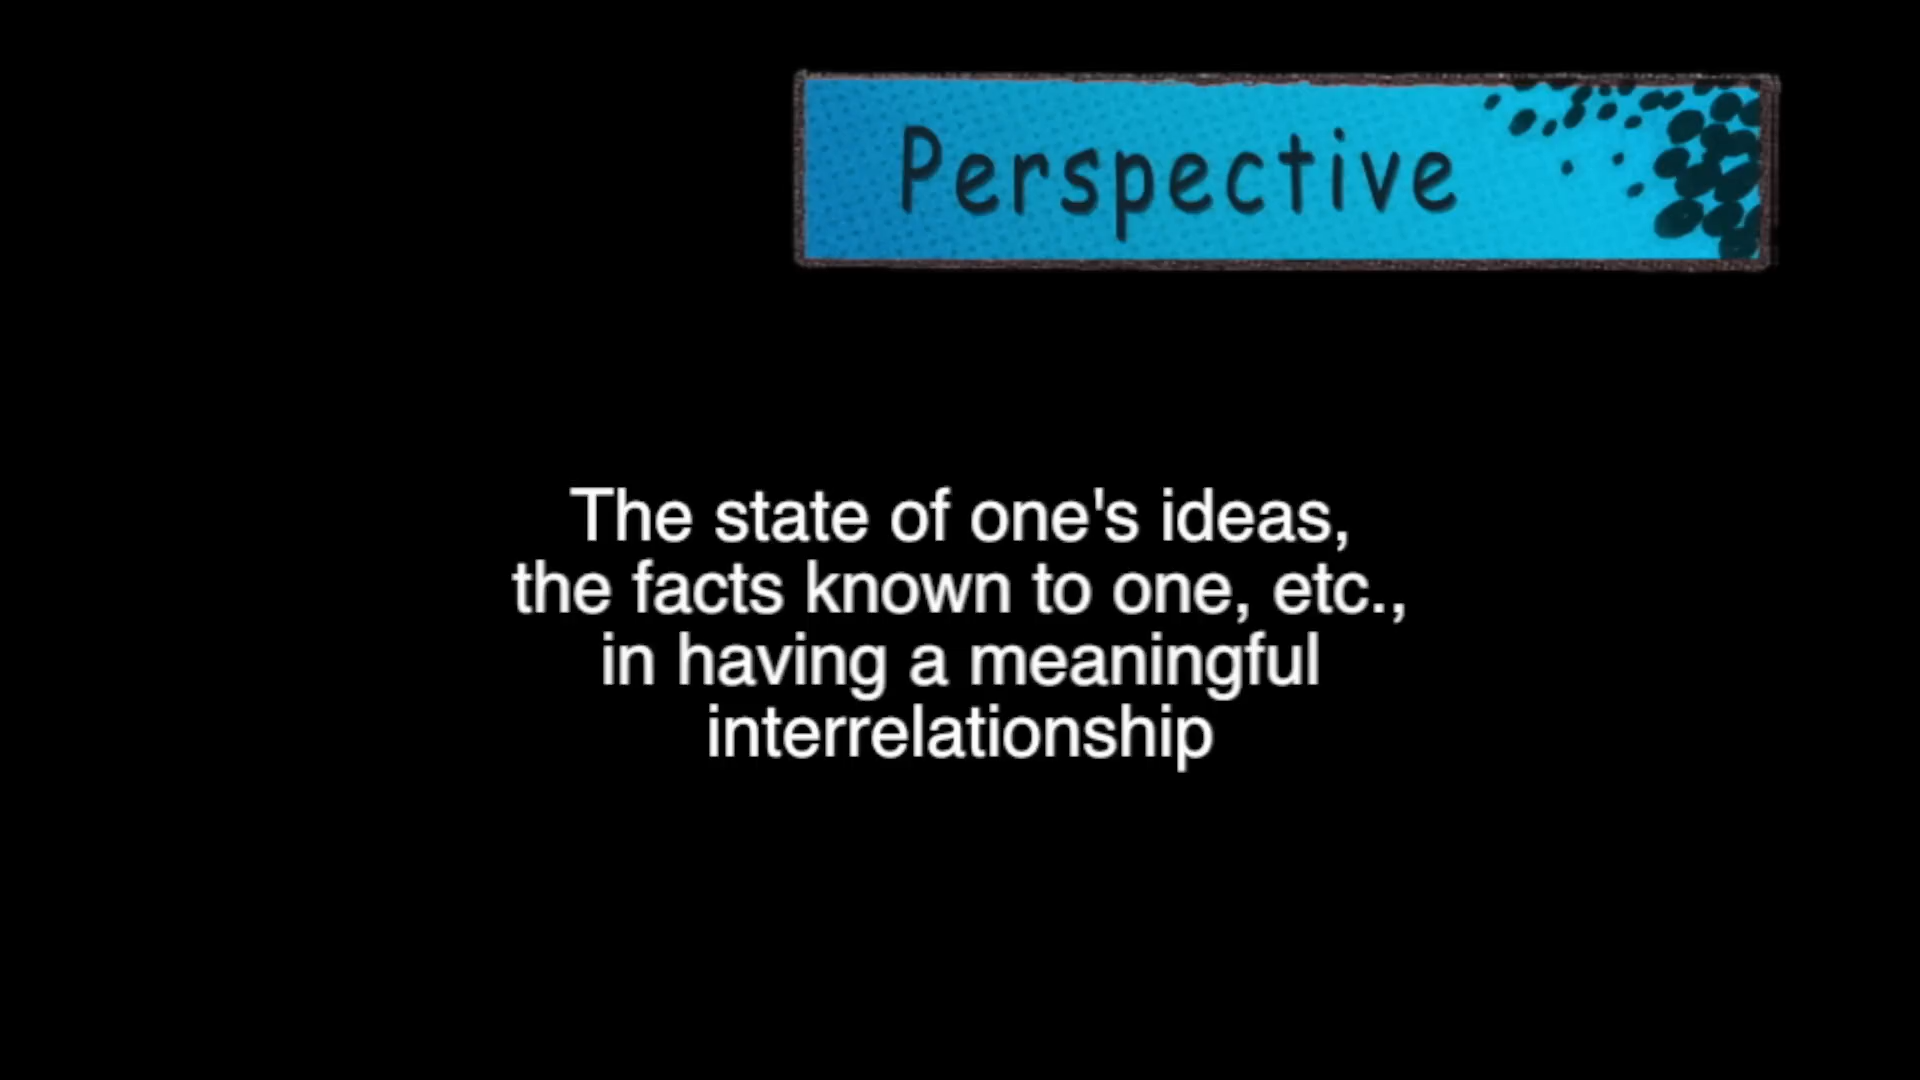 Perspective
The state of one's ideas,
the facts known to one, etc.,
in having a meaningful
interrelationship